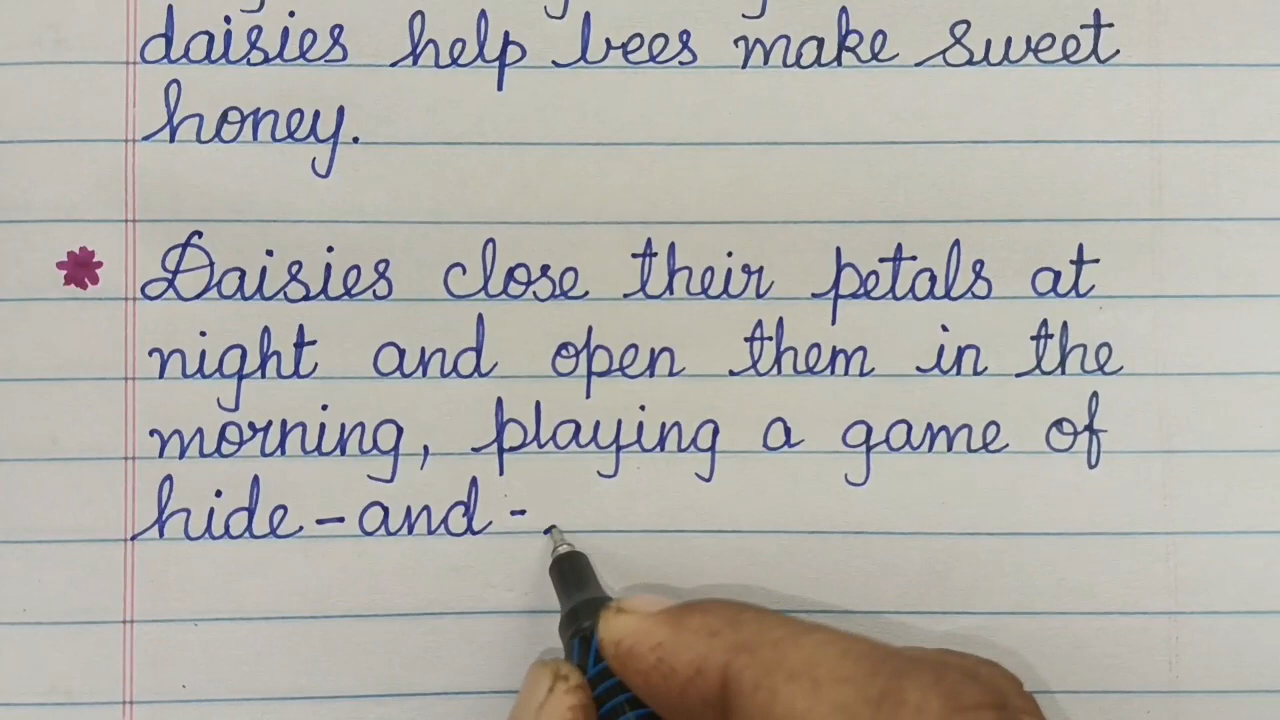 daisies help bees make sweet
honey.
Daisies close their petals at
night and open them in the
morning, playing a game of
hide-and-